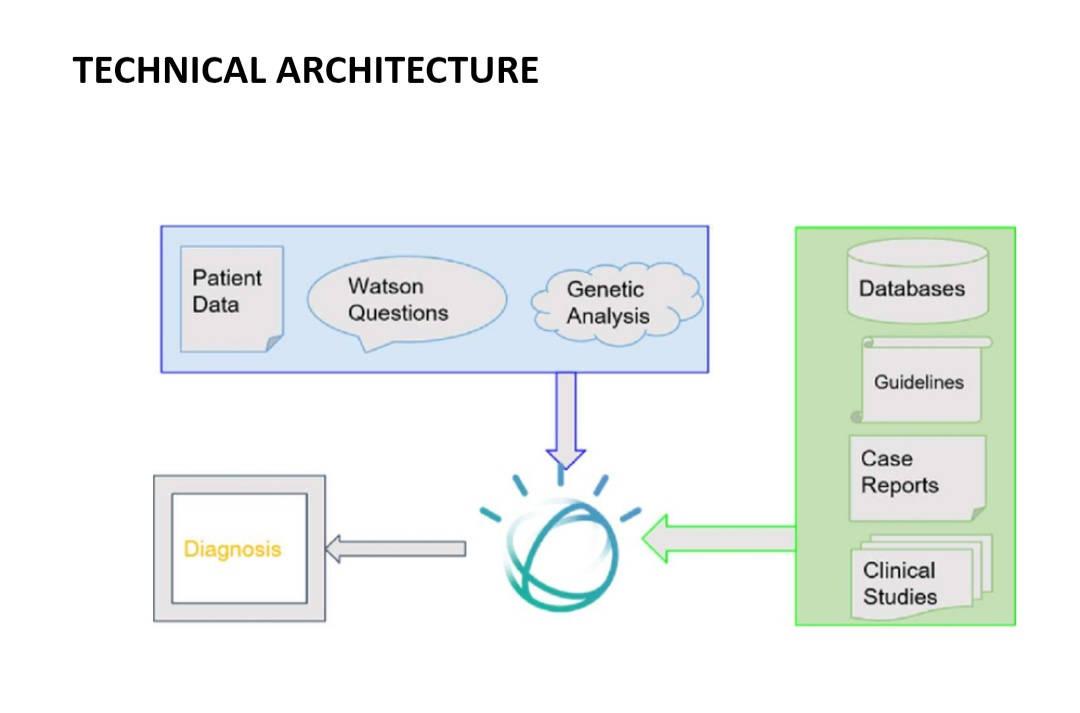 TECHNICAL ARCHITECTURE
Patient
Data
Watson
Questions
Genetic
Analysis
Databases
Guidelines
Case
Reports
Clinical
Studies
Diagnosis